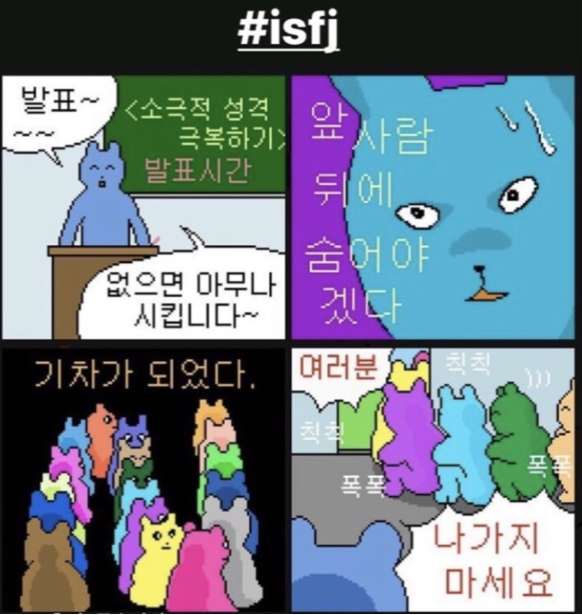 #isfj
발표~
~~
<소극적 성격
극복하기>
발표시간
없으면 아무나
시킵니다~
앞사람
뒤에
숨어야
겠다
기차가 되었다.
여러분
칙칙
칙칙
폭폭
폭폭
나가지
마세요